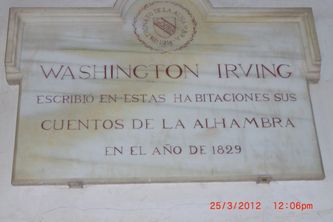 WASHINGTON IRVING
ESCRIBIO EN ESTAS HABITACIONES SUS
CUENTOS DE LA ALHAMBRA
EN EL AÑO DE 1829
25/3/2012 12:06pm